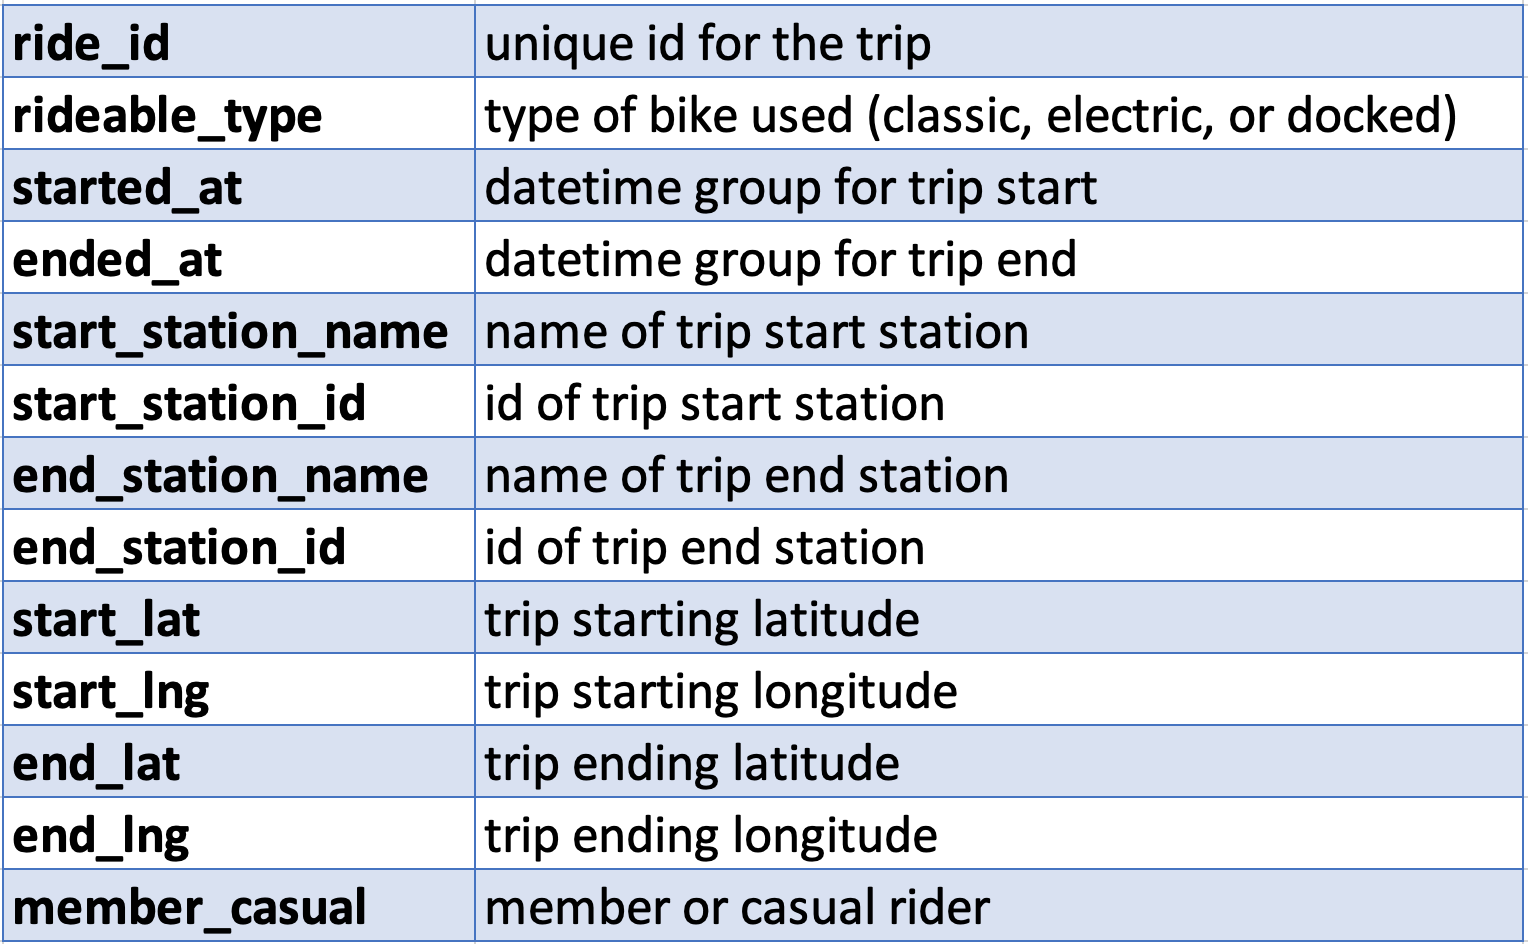 ride_id unique id for the trip
rideable_type type of bike used (classic, electric, or docked)
started_at datetime group for trip start
ended_at datetime group for trip end
start_station_name name of trip start station
start_station_id id of trip start station
end_station_name name of trip end station
end_station_id id of trip end station
start_lat trip starting latitude
start_lng trip starting longitude
end_lat trip ending latitude
end_lng trip ending longitude
member_casual member or casual rider